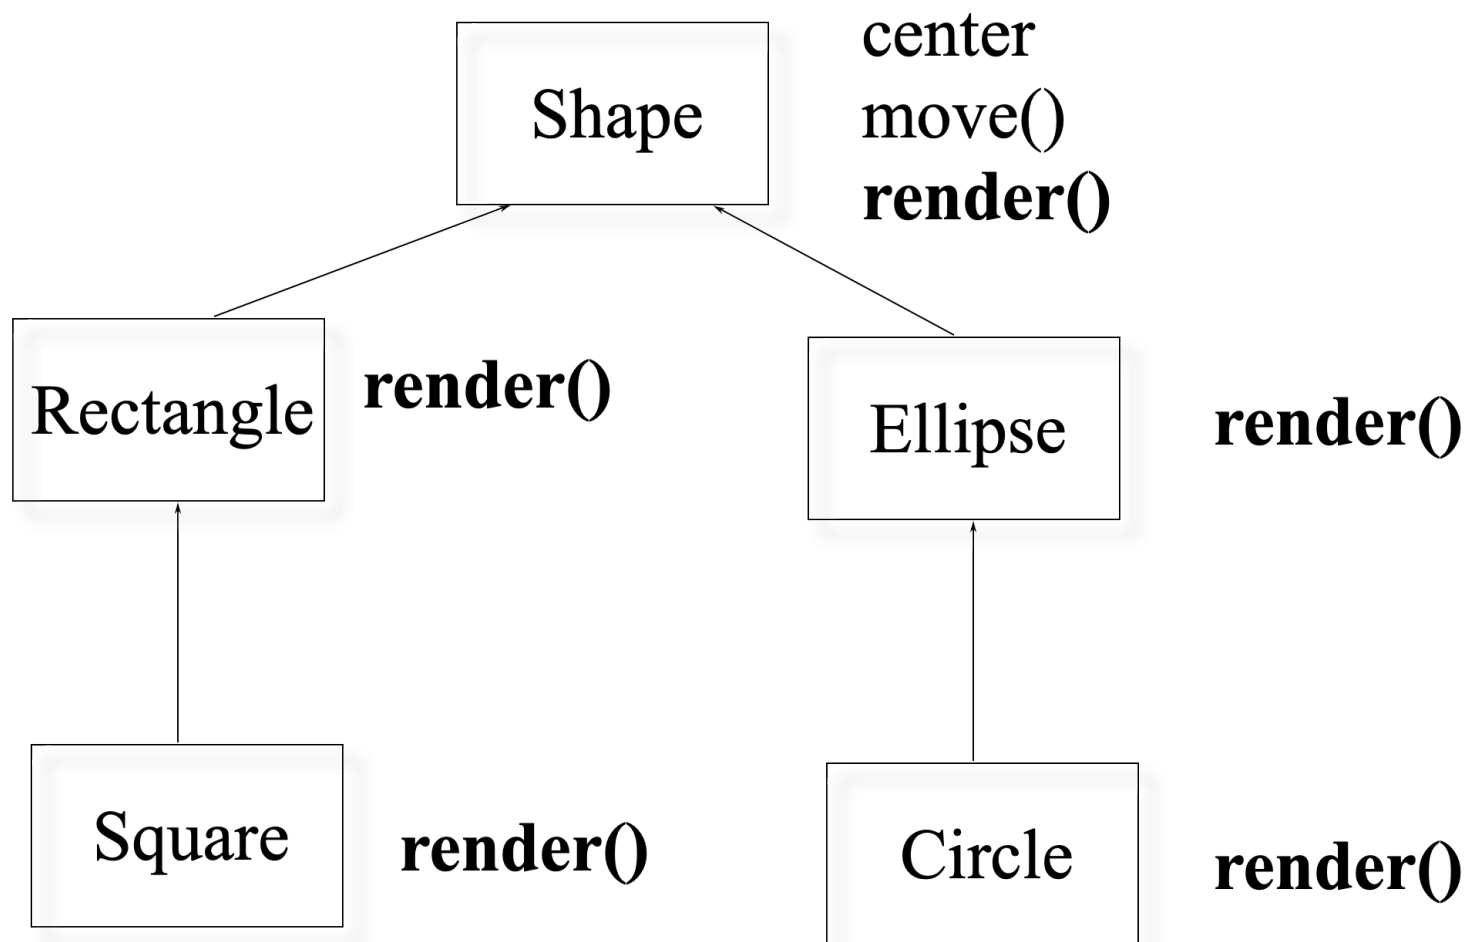 Shape
center
move()
render()
Rectangle
render()
Ellipse
render()
Square
render()
Circle
render()